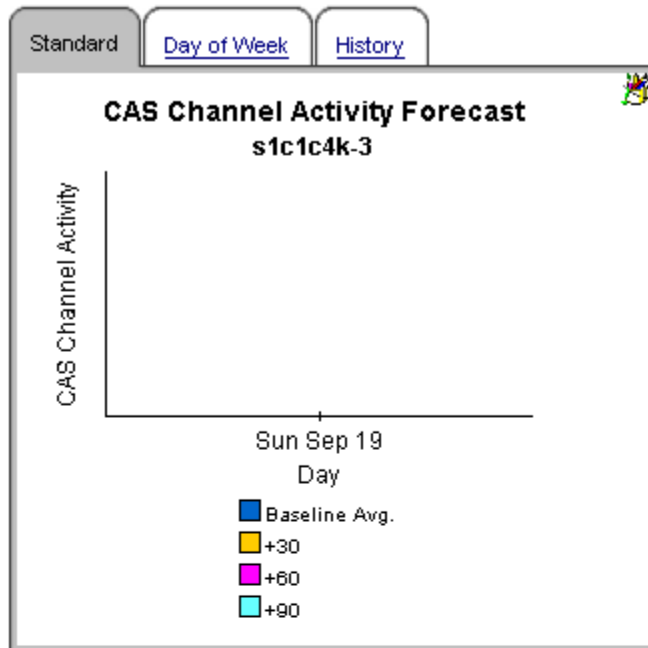 Standard
Day of Week
History
CAS Channel Activity Forecast
s1c1c4k-3
CAS Channel Activity
Sun Sep 19
Day
Baseline Avg.
+30
+60
+90